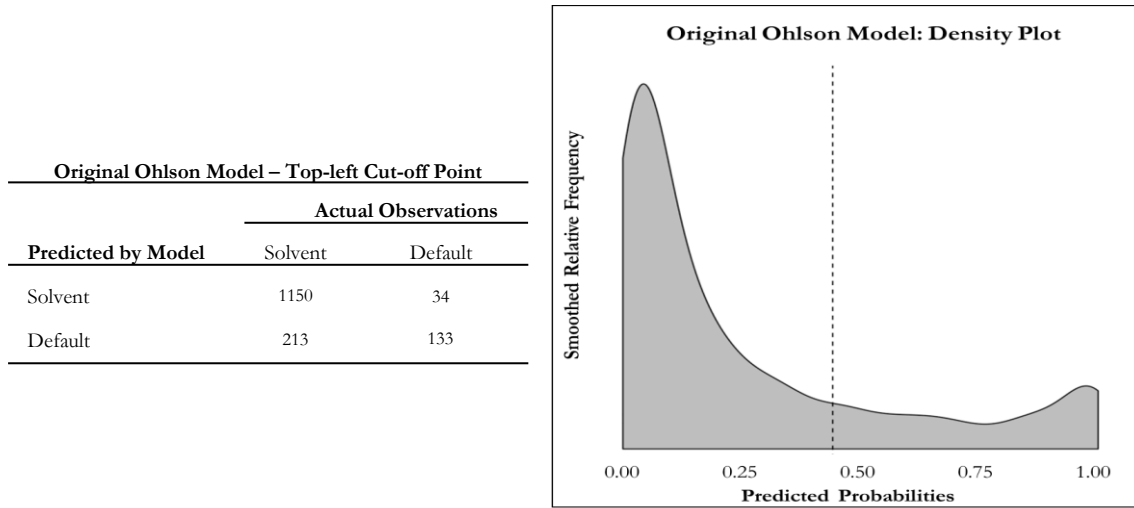 Original Ohlson Model – Top-left Cut-off Point
Actual Observations
Predicted by Model Solvent Default
Solvent 1150 34
Default 213 133
Original Ohlson Model: Density Plot
Smoothed Relative Frequency
0.00 0.25 0.50 0.75 1.00
Predicted Probabilities